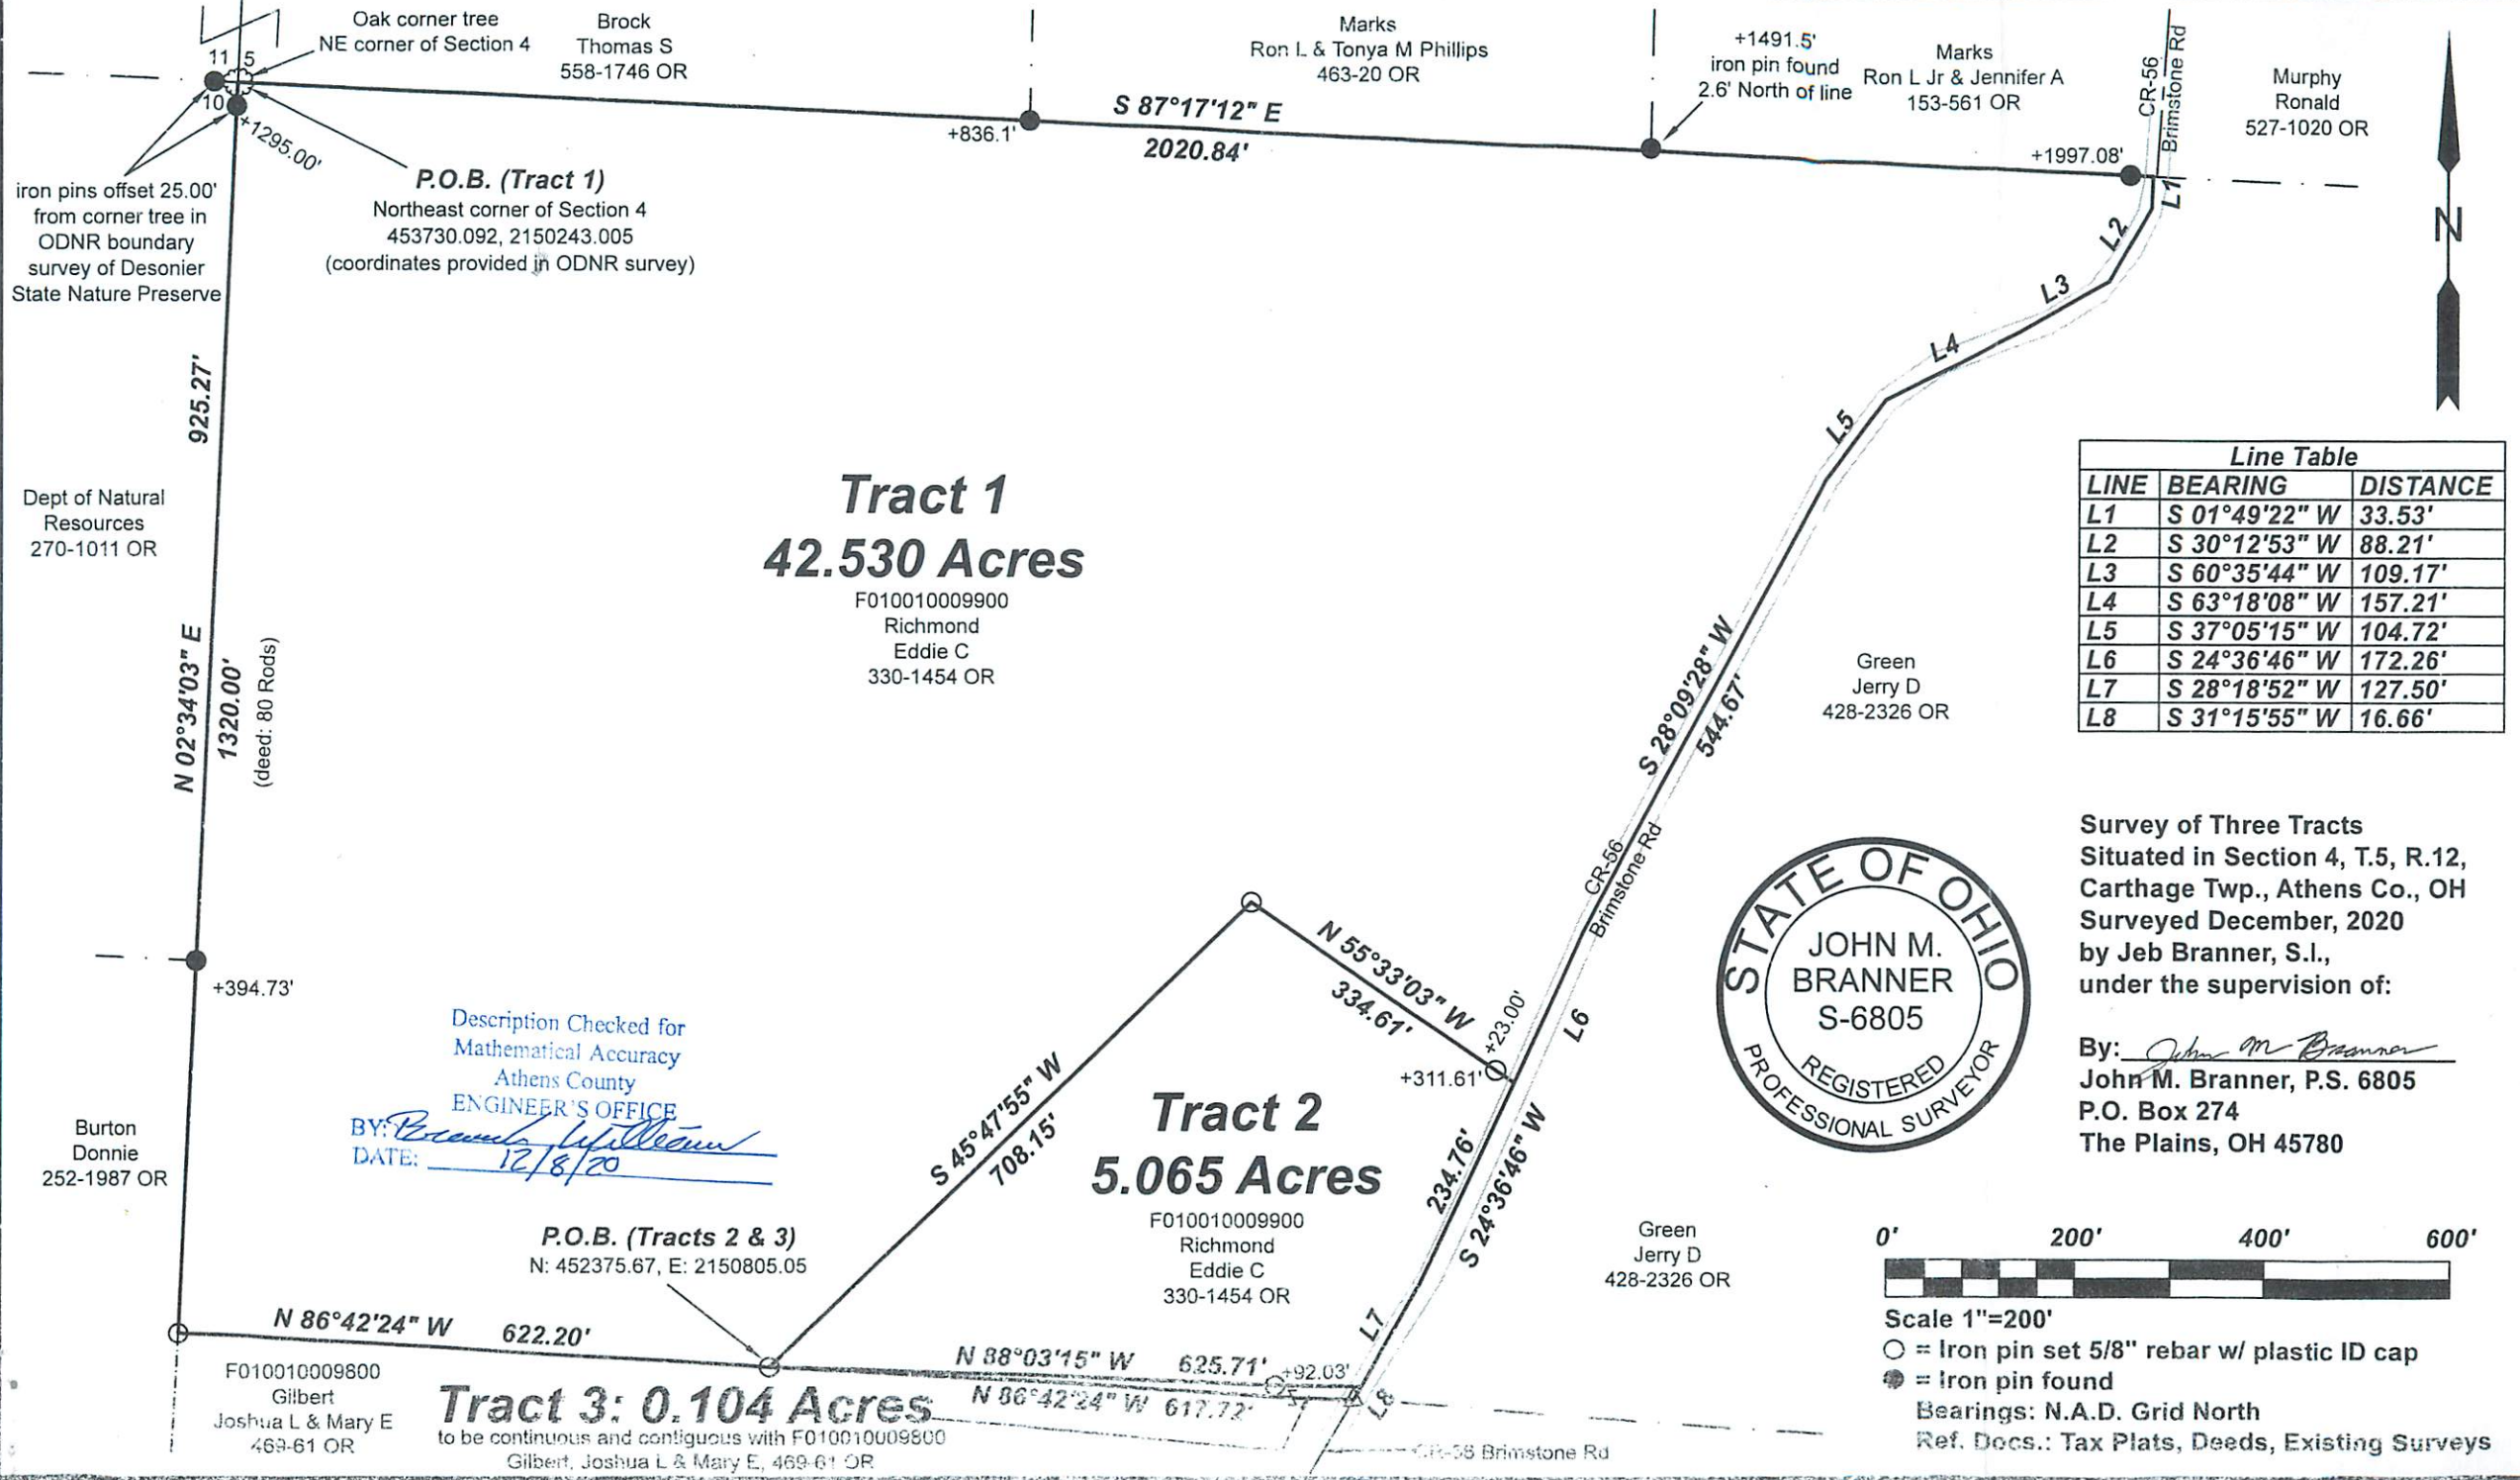 Oak corner tree
NE corner of Section 4
Brock
Thomas S
558-1746 OR
Marks
Ron L & Tonya M Phillips
463-20 OR
+1491.5'
iron pin found
2.6' North of line
Marks
Ron L Jr & Jennifer A
153-561 OR
CR-56
Brimstone Rd
Murphy
Ronald
527-1020 OR
11 5
10
+1295.00'
+836.1'
S 87°17'12" E
2020.84'
+1997.08'
L1
L2
L3
L4
L5
N
iron pins offset 25.00'
from corner tree in
ODNR boundary
survey of Desonier
State Nature Preserve
P.O.B. (Tract 1)
Northeast corner of Section 4
453730.092, 2150243.005
(coordinates provided in ODNR survey)
925.27'
Dept of Natural
Resources
270-1011 OR
N 02°34'03" E
1320.00'
(deed: 80 Rods)
Tract 1
42.530 Acres
F010010009900
Richmond
Eddie C
330-1454 OR
S 28°09'28" W
544.67'
Green
Jerry D
428-2326 OR
Line Table
LINE BEARING DISTANCE
L1 S 01°49'22" W 33.53'
L2 S 30°12'53" W 88.21'
L3 S 60°35'44" W 109.17'
L4 S 63°18'08" W 157.21'
L5 S 37°05'15" W 104.72'
L6 S 24°36'46" W 172.26'
L7 S 28°18'52" W 127.50'
L8 S 31°15'55" W 16.66'
CR-56
Brimstone Rd
Survey of Three Tracts
Situated in Section 4, T.5, R.12,
Carthage Twp., Athens Co., OH
Surveyed December, 2020
by Jeb Branner, S.I.,
under the supervision of:
By: John M Branner
John M. Branner, P.S. 6805
P.O. Box 274
The Plains, OH 45780
STATE OF OHIO
JOHN M.
BRANNER
S-6805
REGISTERED
PROFESSIONAL SURVEYOR
+394.73'
Description Checked for
Mathematical Accuracy
Athens County
ENGINEER'S OFFICE
BY:
DATE: 12/8/20
Burton
Donnie
252-1987 OR
N 55°33'03" W
334.61'
+23.00'
+311.61'
L6
S 45°47'55" W
708.15'
Tract 2
5.065 Acres
F010010009900
Richmond
Eddie C
330-1454 OR
234.76'
S 24°36'46" W
Green
Jerry D
428-2326 OR
P.O.B. (Tracts 2 & 3)
N: 452375.67, E: 2150805.05
L7
N 86°42'24" W 622.20'
N 88°03'15" W 625.71'
+92.03'
N 86°42'24" W 617.72'
L8
F010010009800
Gilbert
Joshua L & Mary E
469-61 OR
Tract 3: 0.104 Acres
to be continuous and contiguous with F010010009800
Gilbert, Joshua L & Mary E, 469-61 OR
Brimstone Rd
0' 200' 400' 600'
Scale 1"=200'
= Iron pin set 5/8" rebar w/ plastic ID cap
= Iron pin found
Bearings: N.A.D. Grid North
Ref. Docs.: Tax Plats, Deeds, Existing Surveys